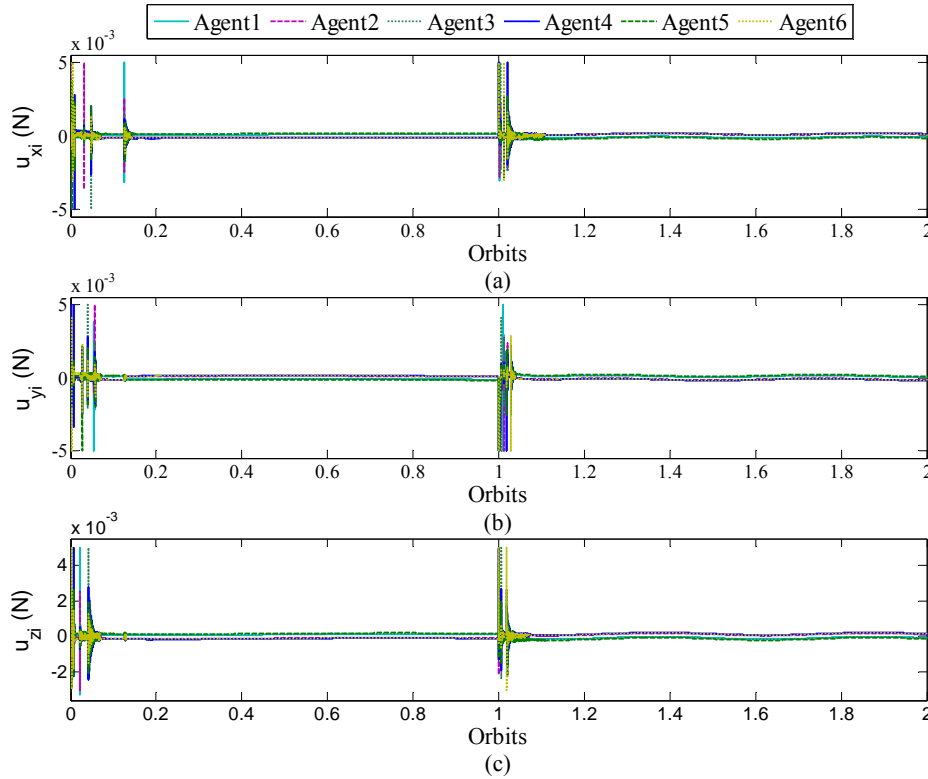 Agent1 Agent2 Agent3 Agent4 Agent5 Agent6
x 10^-3
5
0
-5
u_xi (N)
0 0.2 0.4 0.6 0.8 1 1.2 1.4 1.6 1.8 2
Orbits
(a)
x 10^-3
5
0
-5
u_yi (N)
0 0.2 0.4 0.6 0.8 1 1.2 1.4 1.6 1.8 2
Orbits
(b)
x 10^-3
4
2
0
-2
u_zi (N)
0 0.2 0.4 0.6 0.8 1 1.2 1.4 1.6 1.8 2
Orbits
(c)